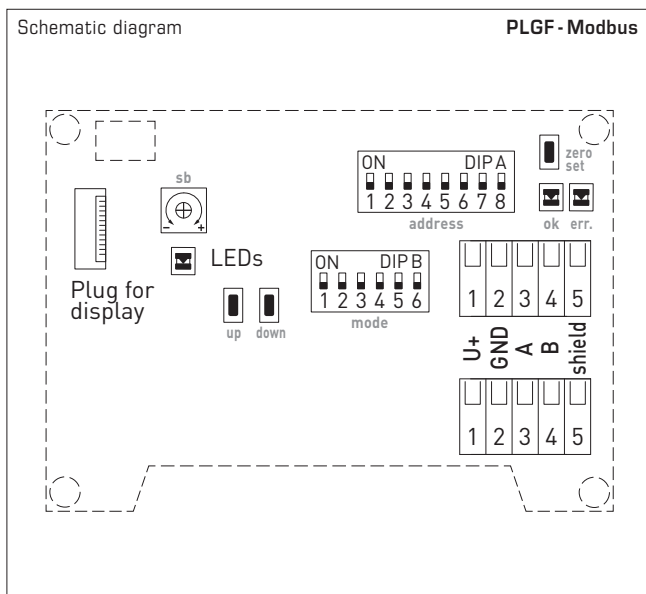 Schematic diagram PLGF - Modbus
zero set
ON DIP A
1 2 3 4 5 6 7 8
address
sb
- +
ok err.
LEDs
ON DIP B
1 2 3 4 5 6
mode
Plug for
display
up down
1 2 3 4 5
U+ GND A B shield
1 2 3 4 5